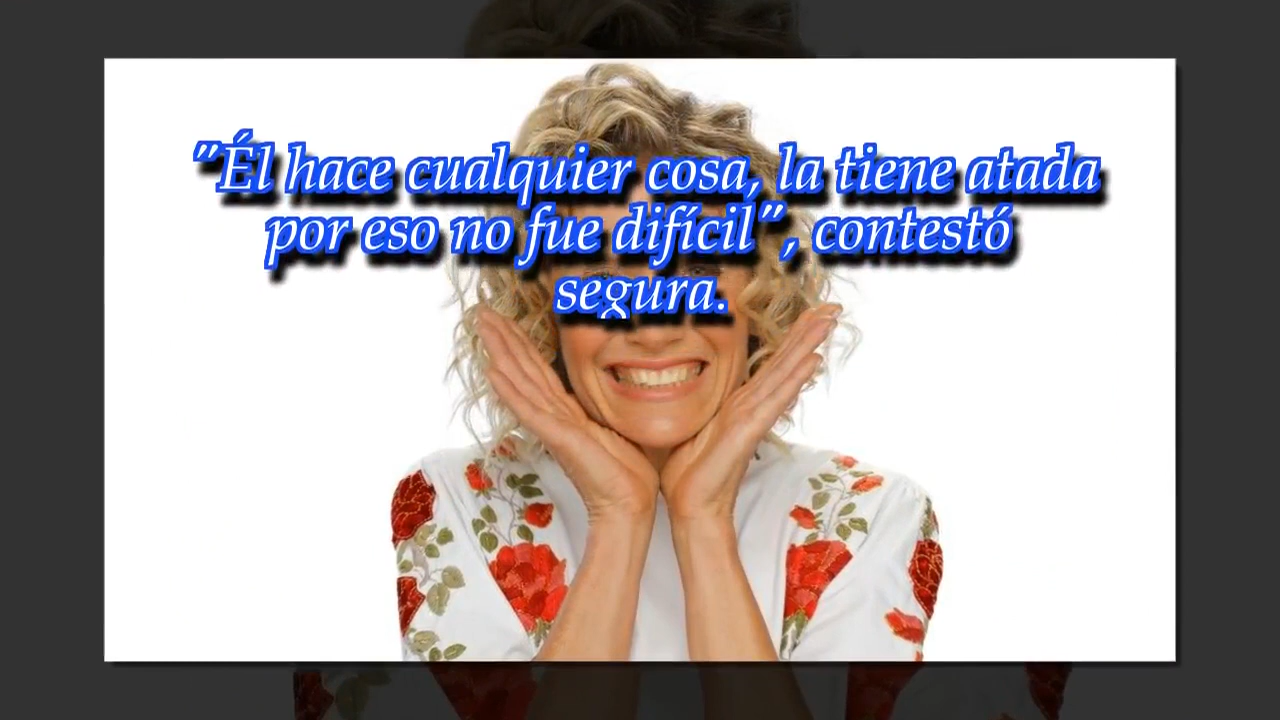 "Él hace cualquier cosa, la tiene atada
por eso no fue difícil", contestó
segura.